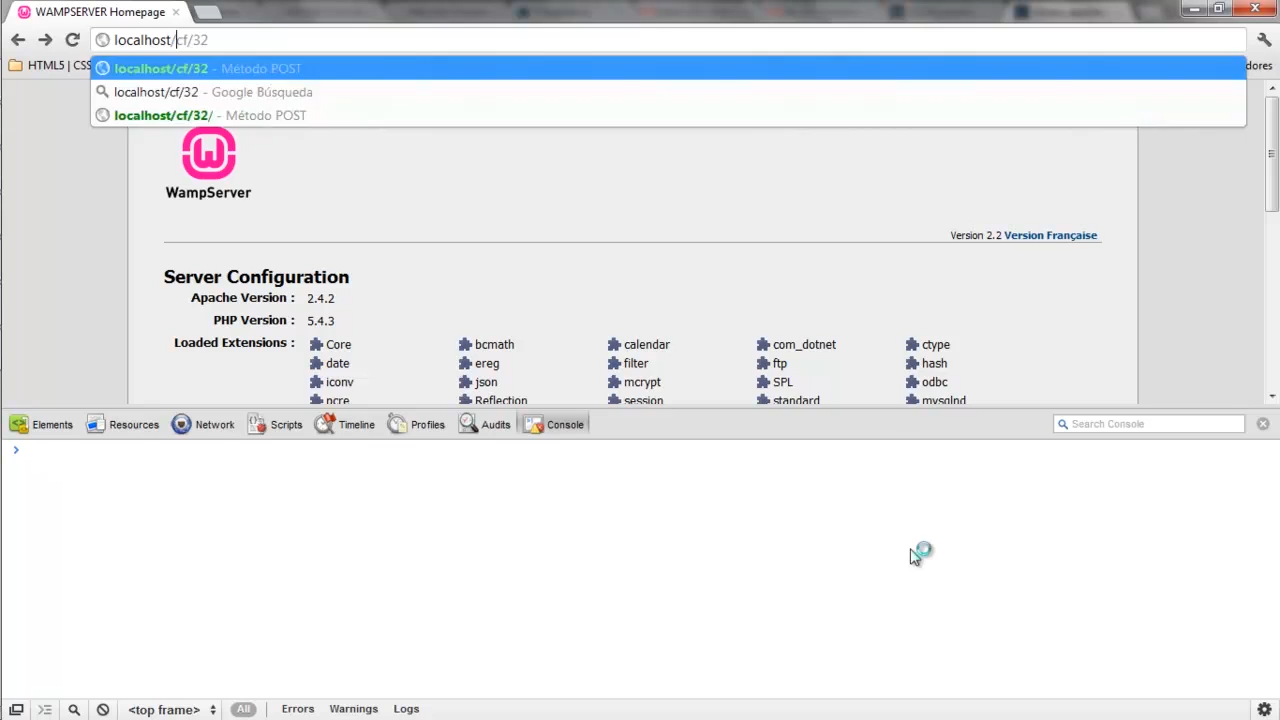 WAMPSERVER Homepage
localhost/cf/32
HTML5 | CSS
dores
localhost/cf/32 - Método POST
localhost/cf/32 - Google Búsqueda
localhost/cf/32/ - Método POST
WampServer
Version 2.2 Version Française
Server Configuration
Apache Version : 2.4.2
PHP Version : 5.4.3
Loaded Extensions : Core bcmath calendar com_dotnet ctype
date ereg filter ftp hash
iconv json mcrypt SPL odbc
pcre Reflection session standard mysqlnd
Elements Resources Network Scripts Timeline Profiles Audits Console Search Console
<top frame> All Errors Warnings Logs